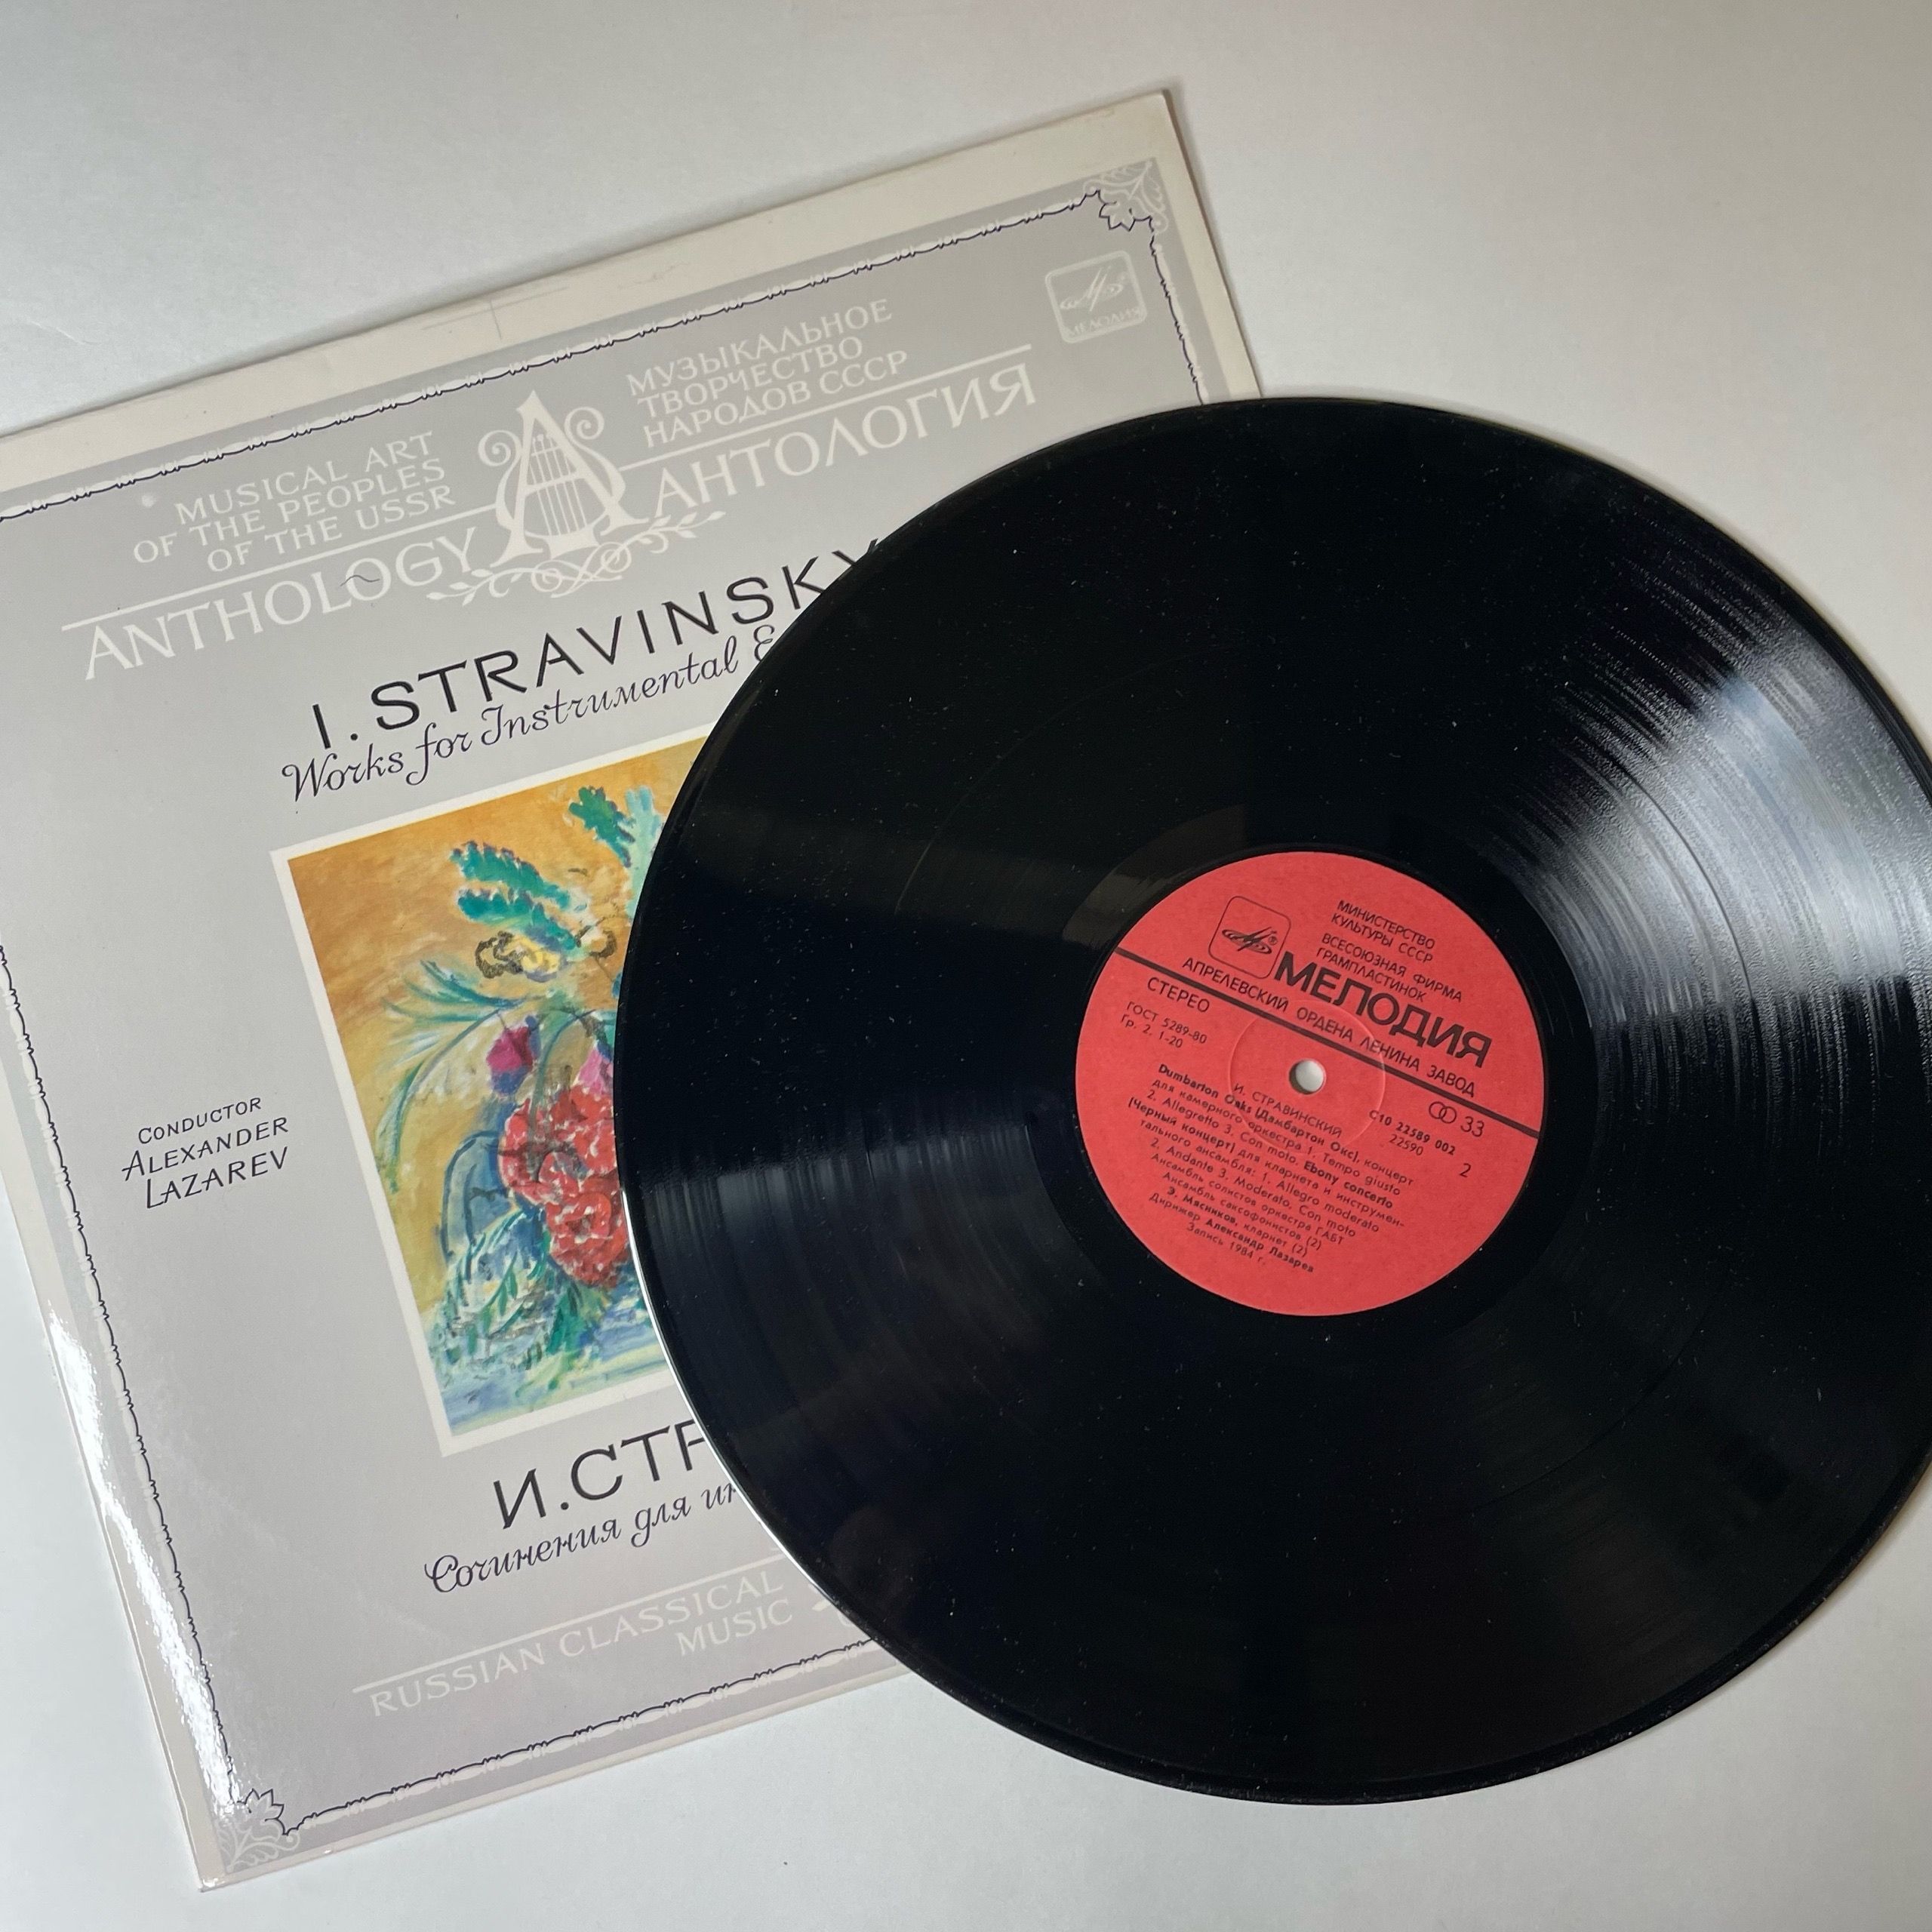 MUSICAL ART
OF THE PEOPLES
OF THE USSR
ANTHOLOGY
МУЗЫКАЛЬНОЕ
ТВОРЧЕСТВО
НАРОДОВ СССР
АНТОЛОГИЯ
МЕЛОДИЯ
I. STRAVINSKY
Works for Instrumental
CONDUCTOR
ALEXANDER
LAZAREV
И. СТР
Сочинения для ин
RUSSIAN CLASSICAL
MUSIC
МИНИСТЕРСТВО
КУЛЬТУРЫ СССР
ВСЕСОЮЗНАЯ ФИРМА
ГРАМПЛАСТИНОК
МЕЛОДИЯ
АПРЕЛЕВСКИЙ ОРДЕНА ЛЕНИНА ЗАВОД
СТЕРЕО
33
ГОСТ 5289-80
Гр. 2. 1-20
С10 22589 002
22590
2
И. СТРАВИНСКИЙ
Dumbarton Oaks (Дамбартон Окс), концерт
для камерного оркестра 1. Tempo giusto
2. Allegretto 3. Con moto. Ebony concerto
(Черный концерт) для кларнета и инструмен-
тального ансамбля: 1. Allegro moderato
2. Andante 3. Moderato. Con moto
Ансамбль солистов оркестра ГАБТ
Ансамбль саксофонистов (2)
Э. Мясников, кларнет (2)
Дирижер Александр Лазарев
Запись 1984 г.